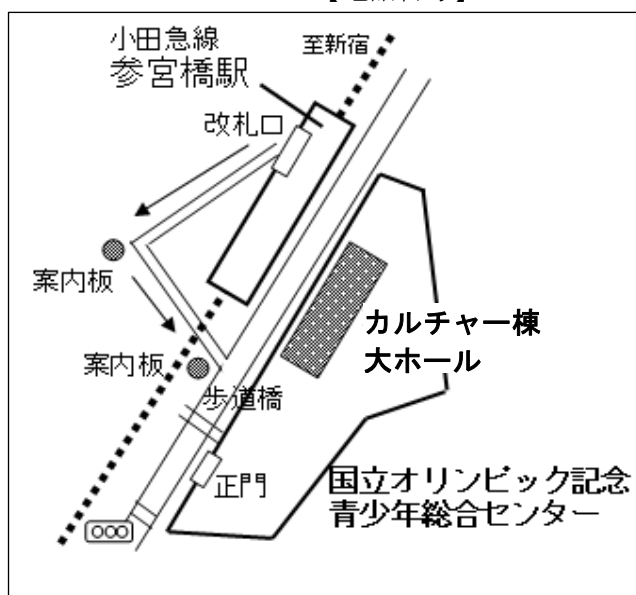 小田急線
参宮橋駅
至新宿
改札口
案内板
案内板
歩道橋
正門
カルチャー棟
大ホール
国立オリンピック記念
青少年総合センター